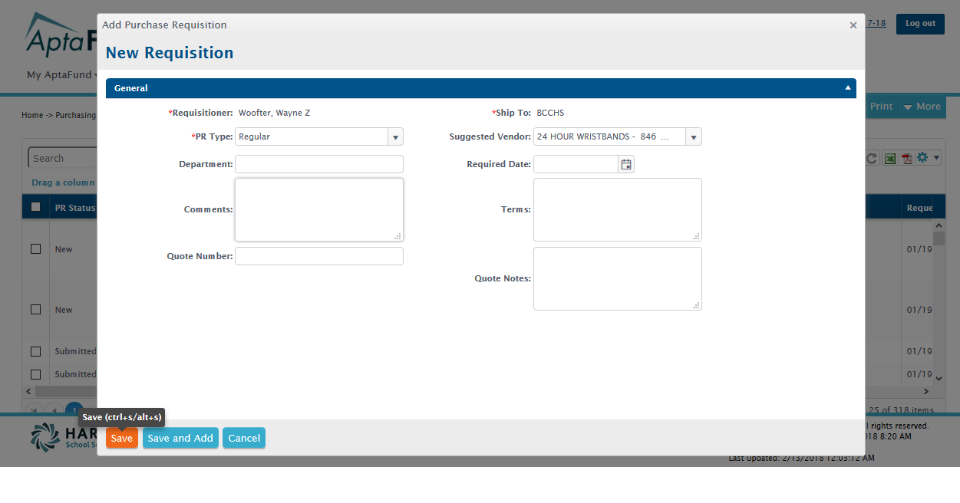 Add Purchase Requisition
×
7-18
Log out
Apta F
New Requisition
My AptaFund
General
Home -> Purchasing
Print
More
*Requisitioner: Woofter, Wayne Z
*Ship To: BCCHS
*PR Type: Regular
Suggested Vendor: 24 HOUR WRISTBANDS - 846 ...
Search
Department:
Required Date:
Drag a column
PR Status
Reque
Comments:
Terms:
New
01/19
Quote Number:
Quote Notes:
New
01/19
Submitted
01/19
Submitted
01/19
1
25 of 318 items
Save (ctrl+s/alt+s)
HAR
School S
Save
Save and Add
Cancel
l rights reserved.
018 8:20 AM
Last Updated: 2/13/2018 12:03:12 AM